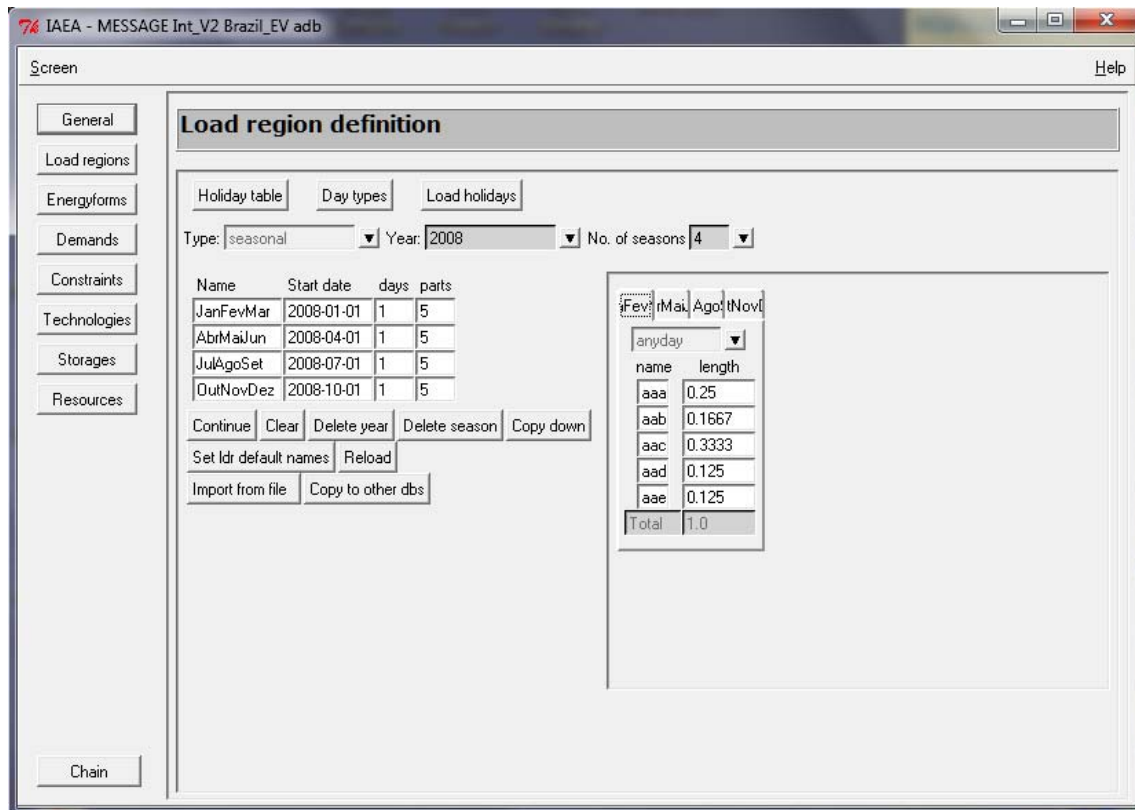 IAEA - MESSAGE Int_V2 Brazil_EV adb
Screen Help
General
Load regions
Energyforms
Demands
Constraints
Technologies
Storages
Resources
Chain
Load region definition
Holiday table Day types Load holidays
Type: seasonal Year: 2008 No. of seasons 4
Name Start date days parts
JanFevMar 2008-01-01 1 5
AbrMaiJun 2008-04-01 1 5
JulAgoSet 2008-07-01 1 5
OutNovDez 2008-10-01 1 5
Continue Clear Delete year Delete season Copy down
Set ldr default names Reload
Import from file Copy to other dbs
anyday
name length
aaa 0.25
aab 0.1667
aac 0.3333
aad 0.125
aae 0.125
Total 1.0